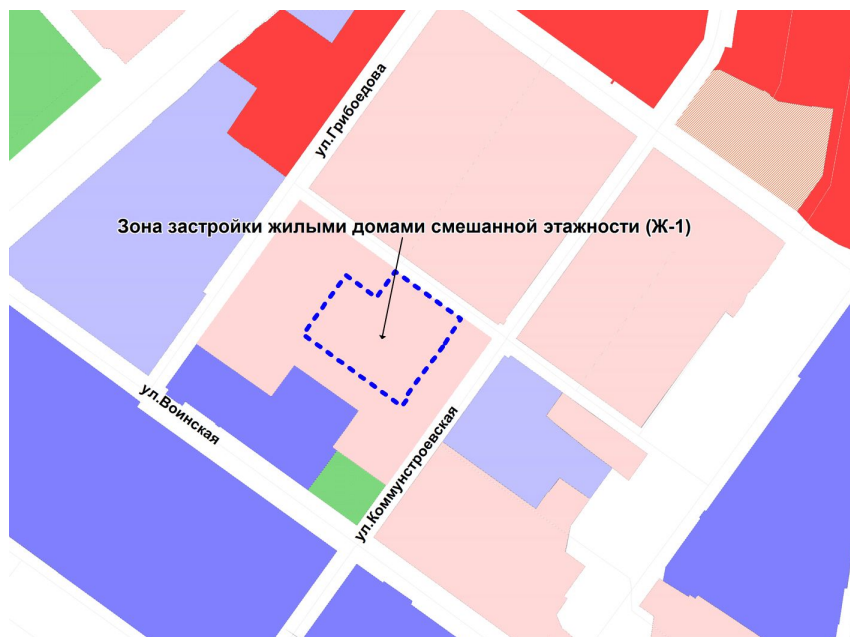 ул.Грибоедова
Зона застройки жилыми домами смешанной этажности (Ж-1)
ул.Воинская
ул.Коммунстроевская